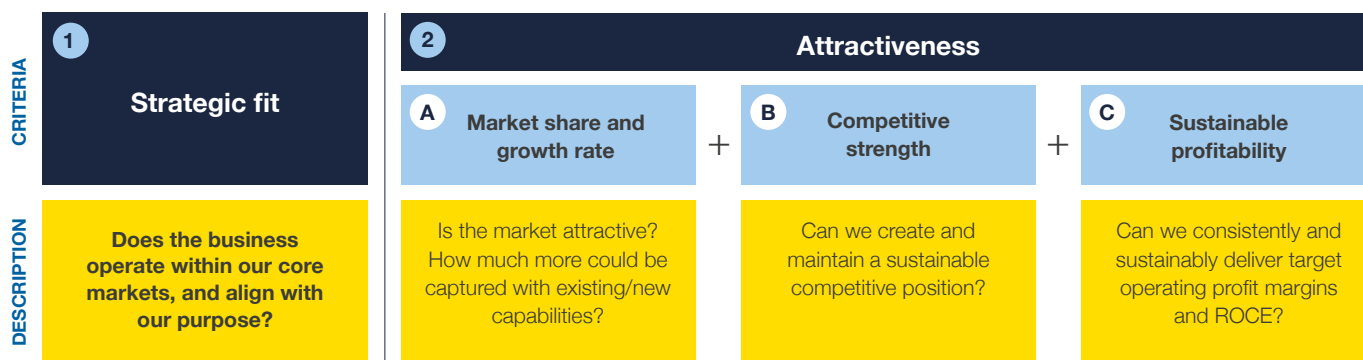 CRITERIA
1
Strategic fit
2
Attractiveness
A
Market share and
growth rate
+
B
Competitive
strength
+
C
Sustainable
profitability
DESCRIPTION
Does the business
operate within our core
markets, and align with
our purpose?
Is the market attractive?
How much more could be
captured with existing/new
capabilities?
Can we create and
maintain a sustainable
competitive position?
Can we consistently and
sustainably deliver target
operating profit margins
and ROCE?